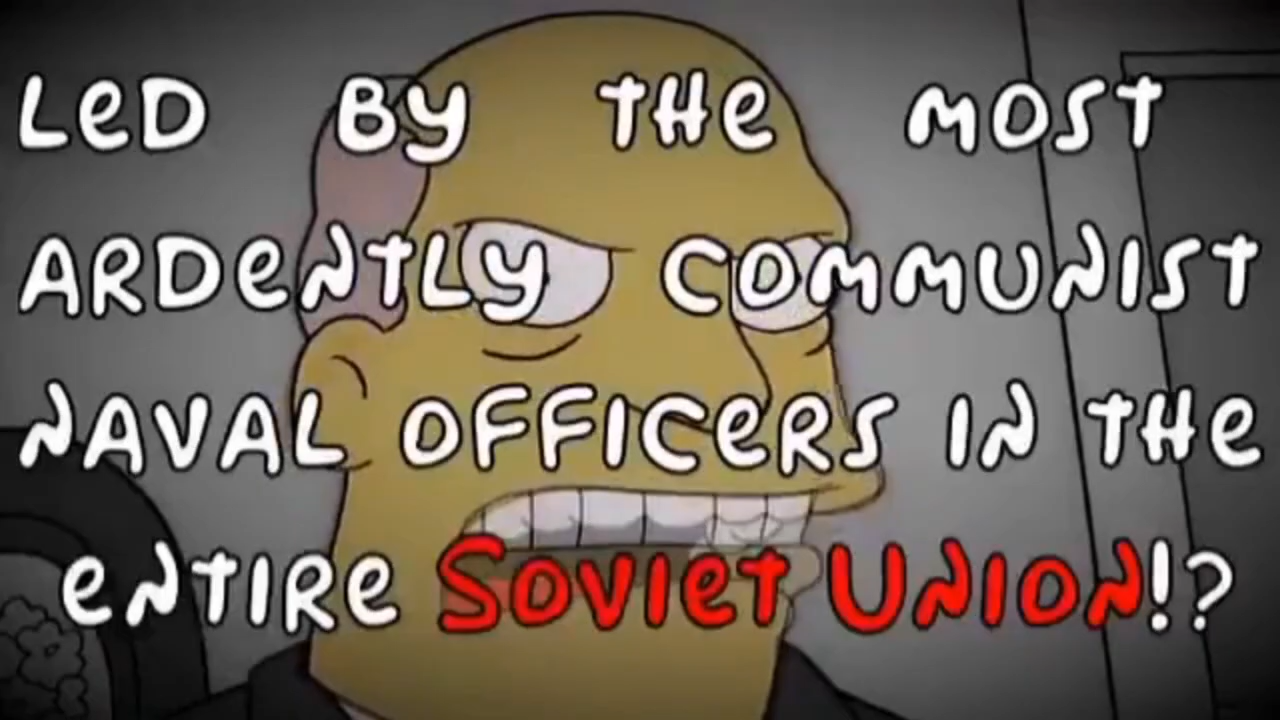 LeD BY THe MOST
ARDeNTLY COMMUNIST
NAVAL OFFICeRS IN THe
eNTIRe SOVIeT UNION!?